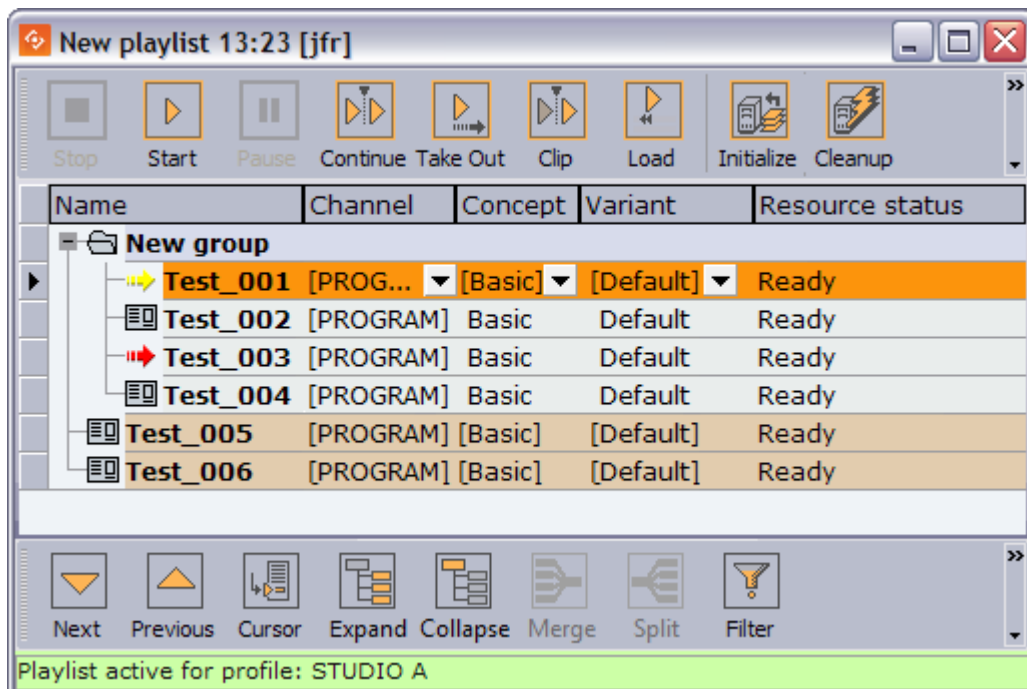 New playlist 13:23 [jfr]
Stop Start Pause Continue Take Out Clip Load Initialize Cleanup
Name Channel Concept Variant Resource status
New group
Test_001 [PROG... [Basic] [Default] Ready
Test_002 [PROGRAM] Basic Default Ready
Test_003 [PROGRAM] Basic Default Ready
Test_004 [PROGRAM] Basic Default Ready
Test_005 [PROGRAM] [Basic] [Default] Ready
Test_006 [PROGRAM] [Basic] [Default] Ready
Next Previous Cursor Expand Collapse Merge Split Filter
Playlist active for profile: STUDIO A